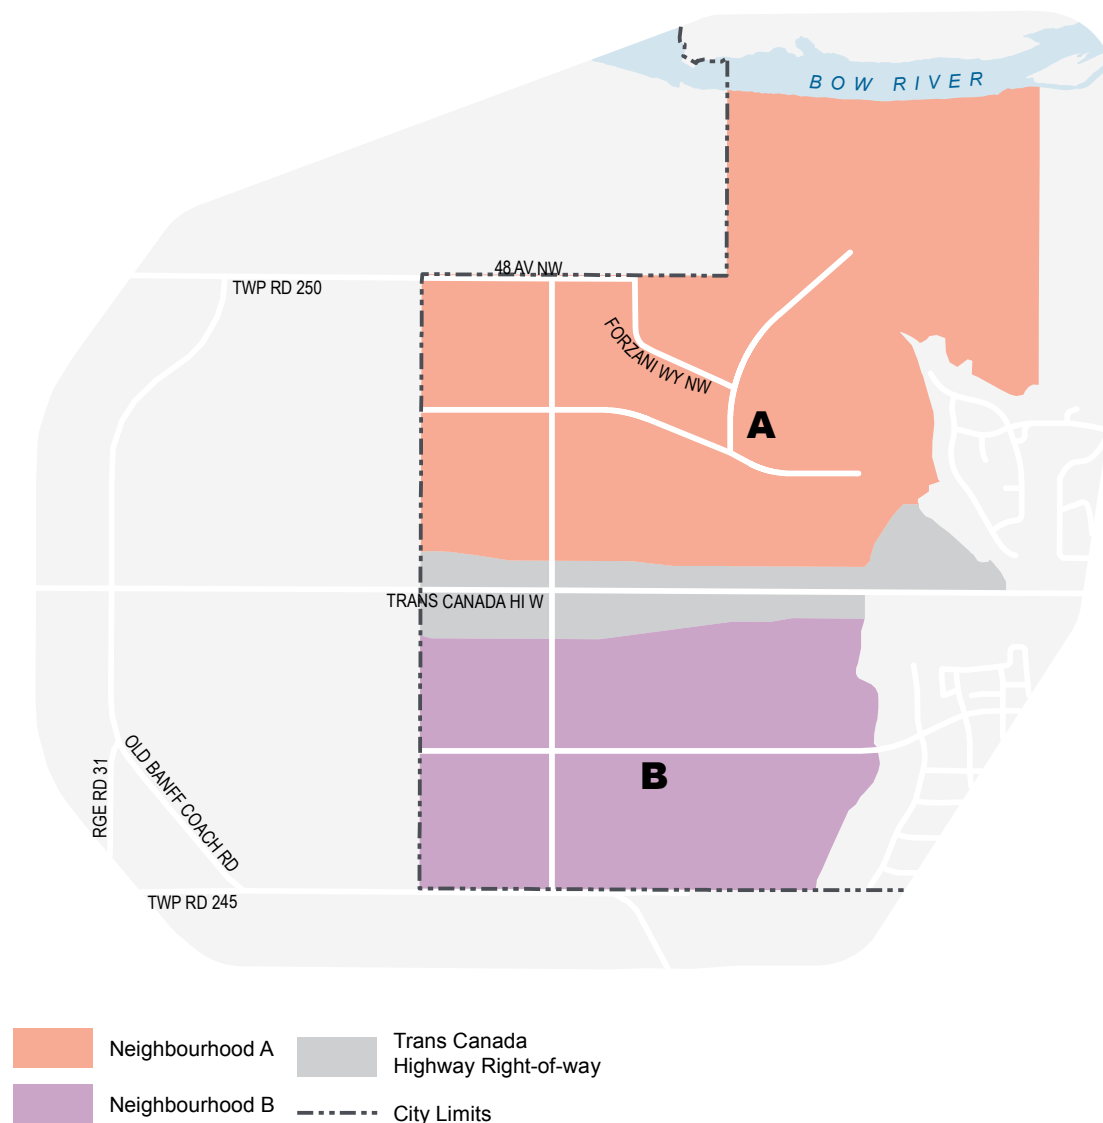 BOW RIVER
48 AV NW
TWP RD 250
FORZANI WY NW
A
TRANS CANADA HI W
OLD BANFF COACH RD
RGE RD 31
B
TWP RD 245
Neighbourhood A
Neighbourhood B
Trans Canada
Highway Right-of-way
City Limits